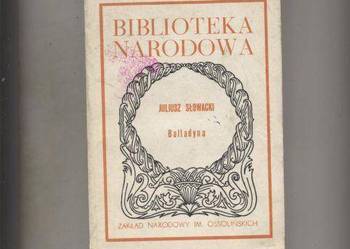 BIBLIOTEKA
NARODOWA
JULIUSZ SŁOWACKI
Balladyna
ZAKŁAD NARODOWY IM. OSSOLIŃSKICH